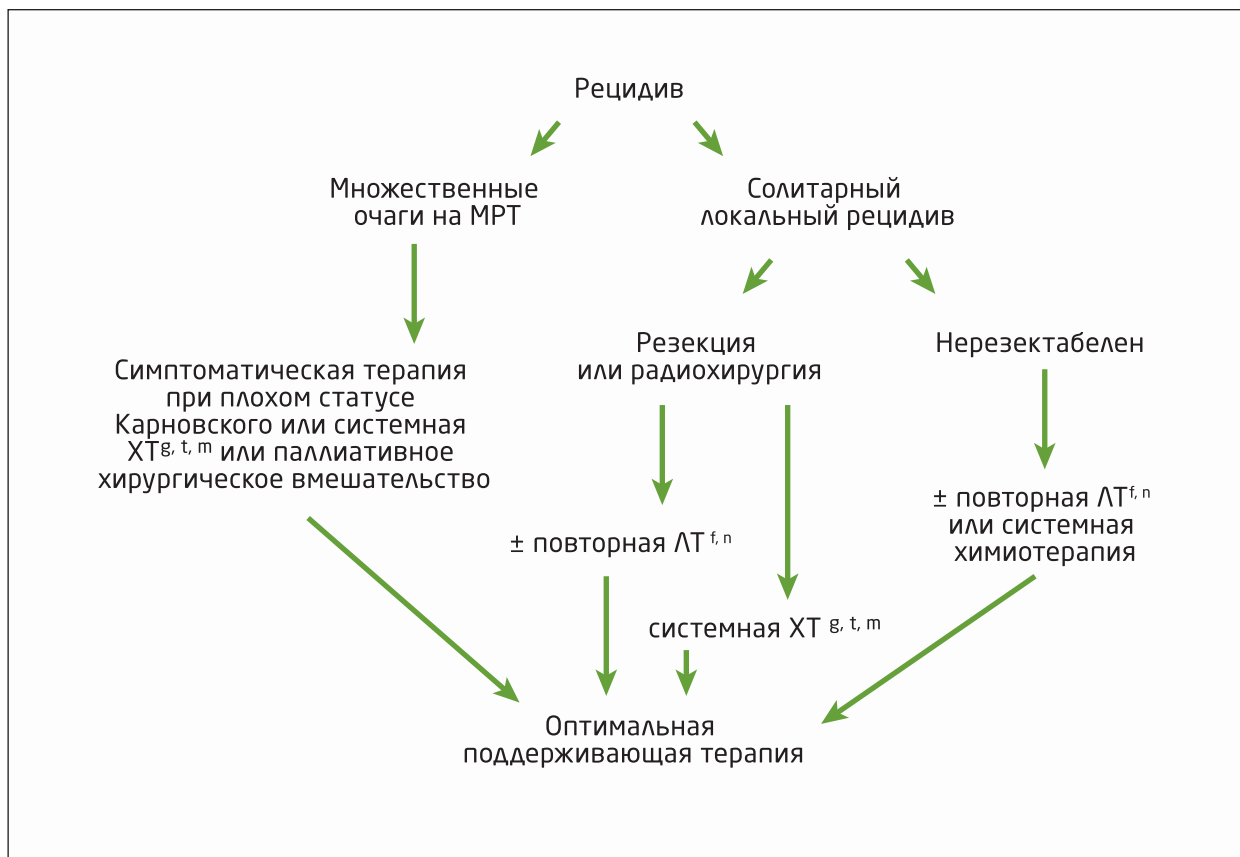 Рецидив
Множественные
очаги на МРТ
Солитарный
локальный рецидив
Симптоматическая терапия
при плохом статусе
Карновского или системная
ХТg, t, m или паллиативное
хирургическое вмешательство
Резекция
или радиохирургия
Нерезектабелен
± повторная ЛТ f, n
системная ХТ g, t, m
± повторная ЛТf, n
или системная
химиотерапия
Оптимальная
поддерживающая терапия